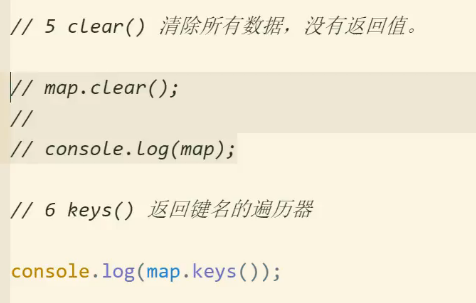 // 5 clear() 清除所有数据，没有返回值。
// map.clear();
//
// console.log(map);
// 6 keys() 返回键名的遍历器
console.log(map.keys());